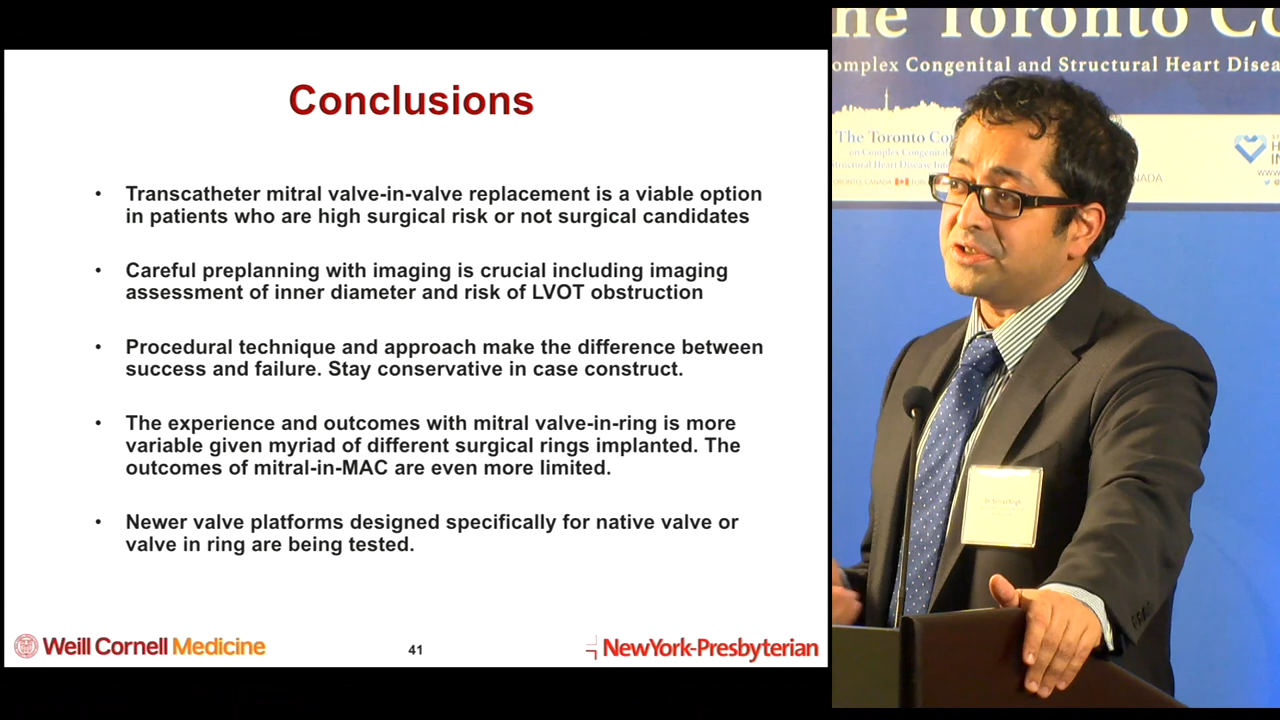 Conclusions
• Transcatheter mitral valve-in-valve replacement is a viable option
in patients who are high surgical risk or not surgical candidates
• Careful preplanning with imaging is crucial including imaging
assessment of inner diameter and risk of LVOT obstruction
• Procedural technique and approach make the difference between
success and failure. Stay conservative in case construct.
• The experience and outcomes with mitral valve-in-ring is more
variable given myriad of different surgical rings implanted. The
outcomes of mitral-in-MAC are even more limited.
• Newer valve platforms designed specifically for native valve or
valve in ring are being tested.
Weill Cornell Medicine
41
NewYork-Presbyterian
he Toronto Co
omplex Congenital and Structural Heart Disea
The Toronto Co
on Complex Congenital
Structural Heart Disease